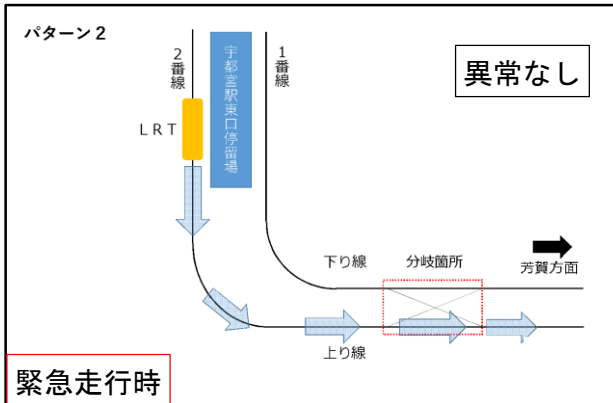 パターン２
異常なし
２番線
宇都宮駅東口停留場
１番線
ＬＲＴ
下り線
分岐箇所
芳賀方面
上り線
緊急走行時